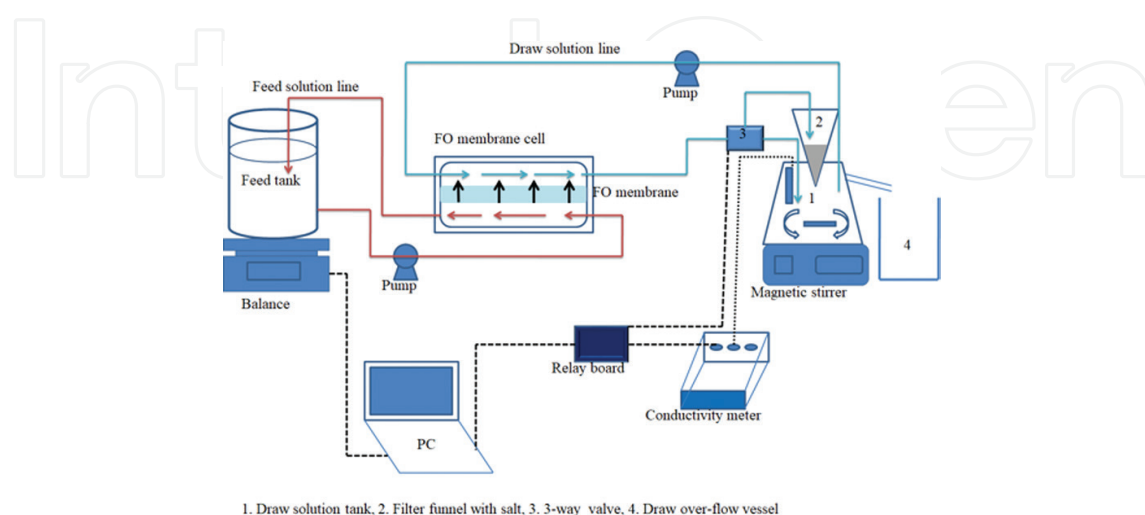 Draw solution line
Feed solution line
Pump
2
3
FO membrane cell
Feed tank
FO membrane
1
4
Pump
Magnetic stirrer
Balance
Relay board
Conductivity meter
PC
1. Draw solution tank, 2. Filter funnel with salt, 3. 3-way valve, 4. Draw over-flow vessel